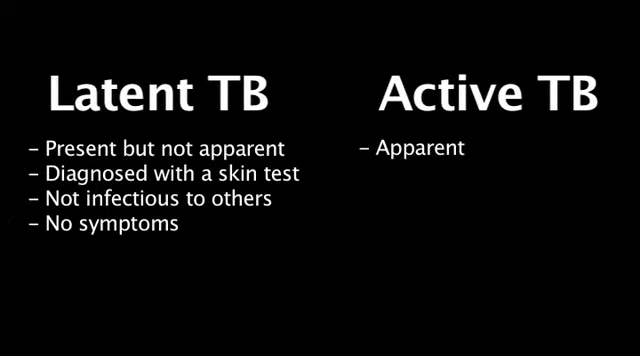 Latent TB
– Present but not apparent
– Diagnosed with a skin test
– Not infectious to others
– No symptoms
Active TB
– Apparent